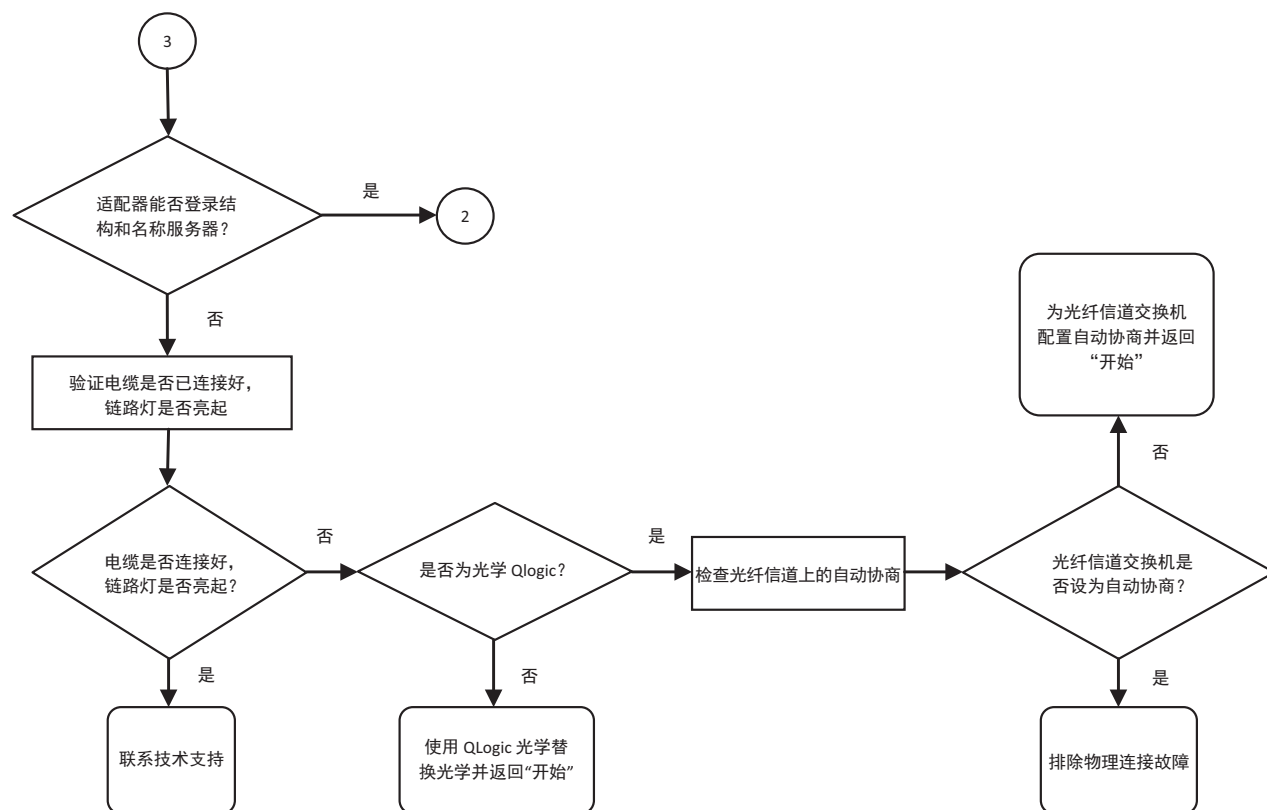 3
适配器能否登录结
构和名称服务器？
是
2
否
验证电缆是否已连接好，
链路灯是否亮起
为光纤信道交换机
配置自动协商并返回
“开始”
否
电缆是否连接好，
链路灯是否亮起？
否
是否为光学 Qlogic？
是
检查光纤信道上的自动协商
光纤信道交换机是
否设为自动协商？
是
否
是
联系技术支持
使用 QLogic 光学替
换光学并返回“开始”
排除物理连接故障